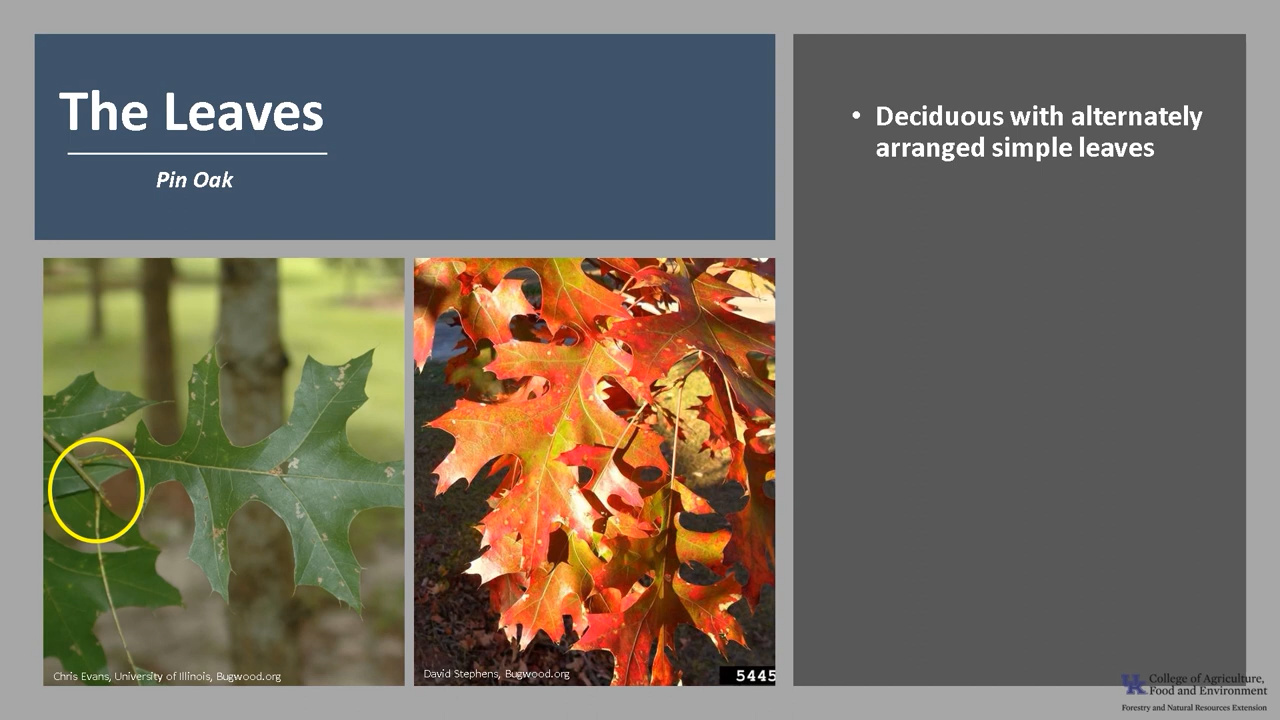 The Leaves
Pin Oak
• Deciduous with alternately
arranged simple leaves
Chris Evans, University of Illinois, Bugwood.org
David Stephens, Bugwood.org
5445
UK College of Agriculture,
Food and Environment
Forestry and Natural Resources Extension